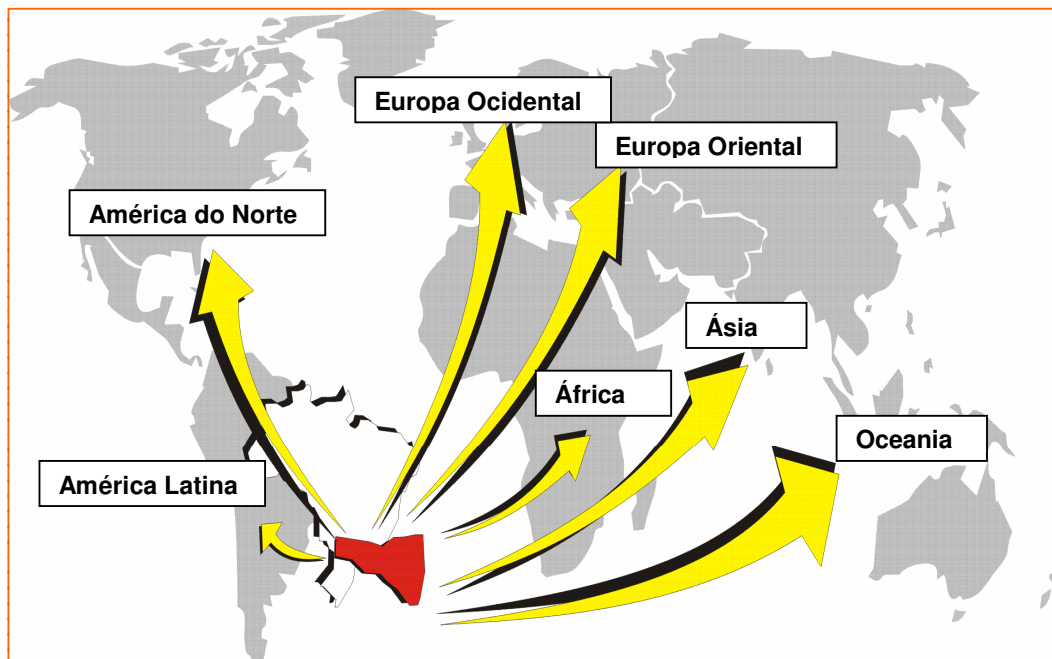 Europa Ocidental
Europa Oriental
América do Norte
Ásia
África
Oceania
América Latina